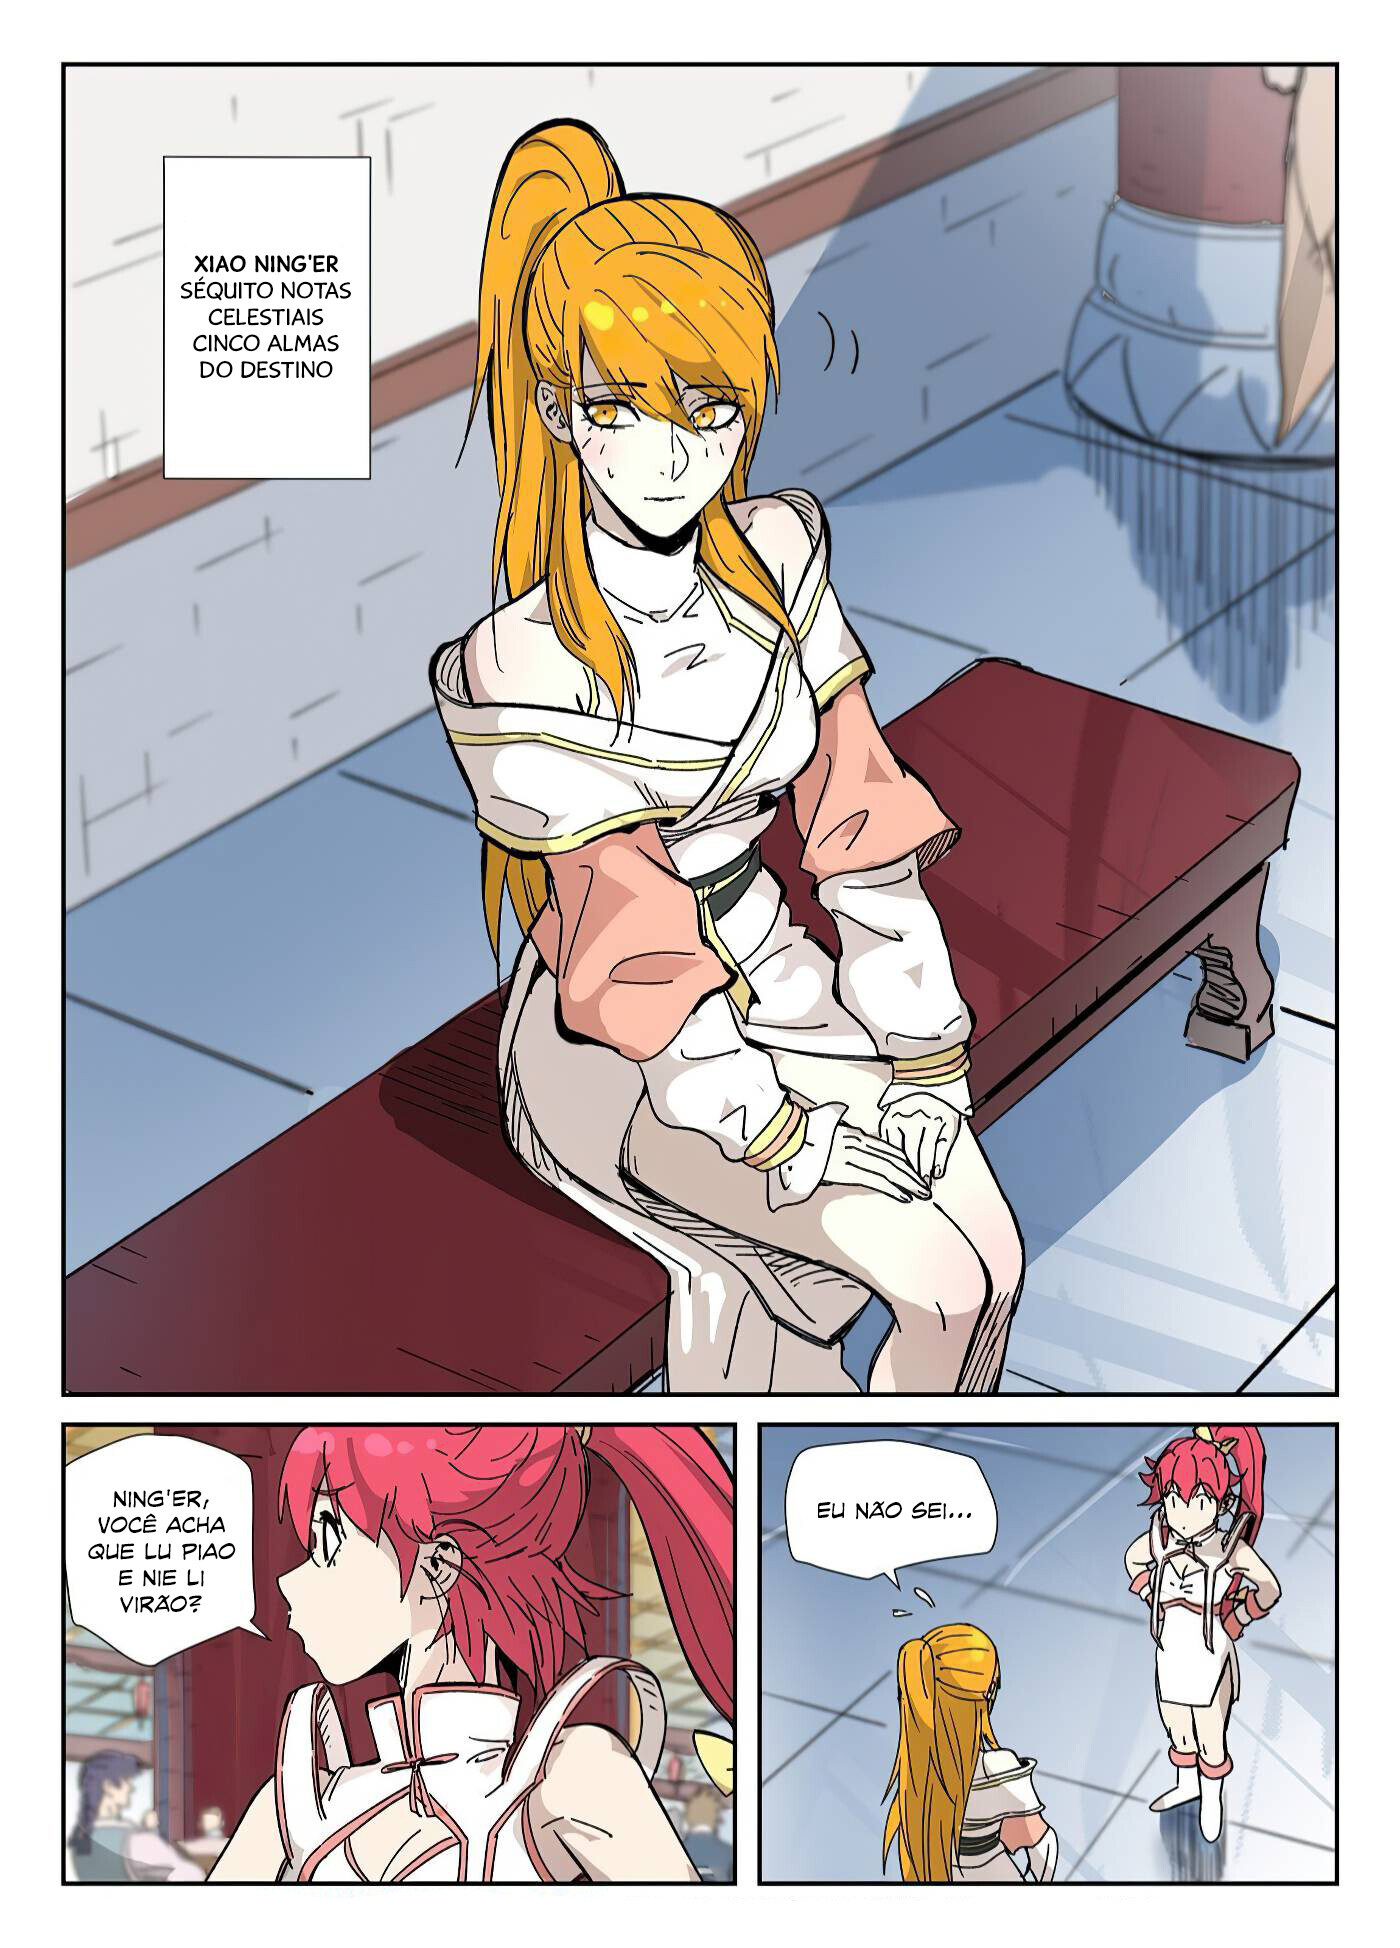 XIAO NING'ER
SÉQUITO NOTAS
CELESTIAIS
CINCO ALMAS
DO DESTINO
NING'ER,
VOCÊ ACHA
QUE LU PIAO
E NIE LI
VIRÃO?
EU NÃO SEI...